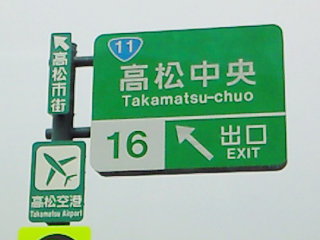 高松市街
11
高松中央
Takamatsu-chuo
16
出口
EXIT
高松空港
Takamatsu Airport